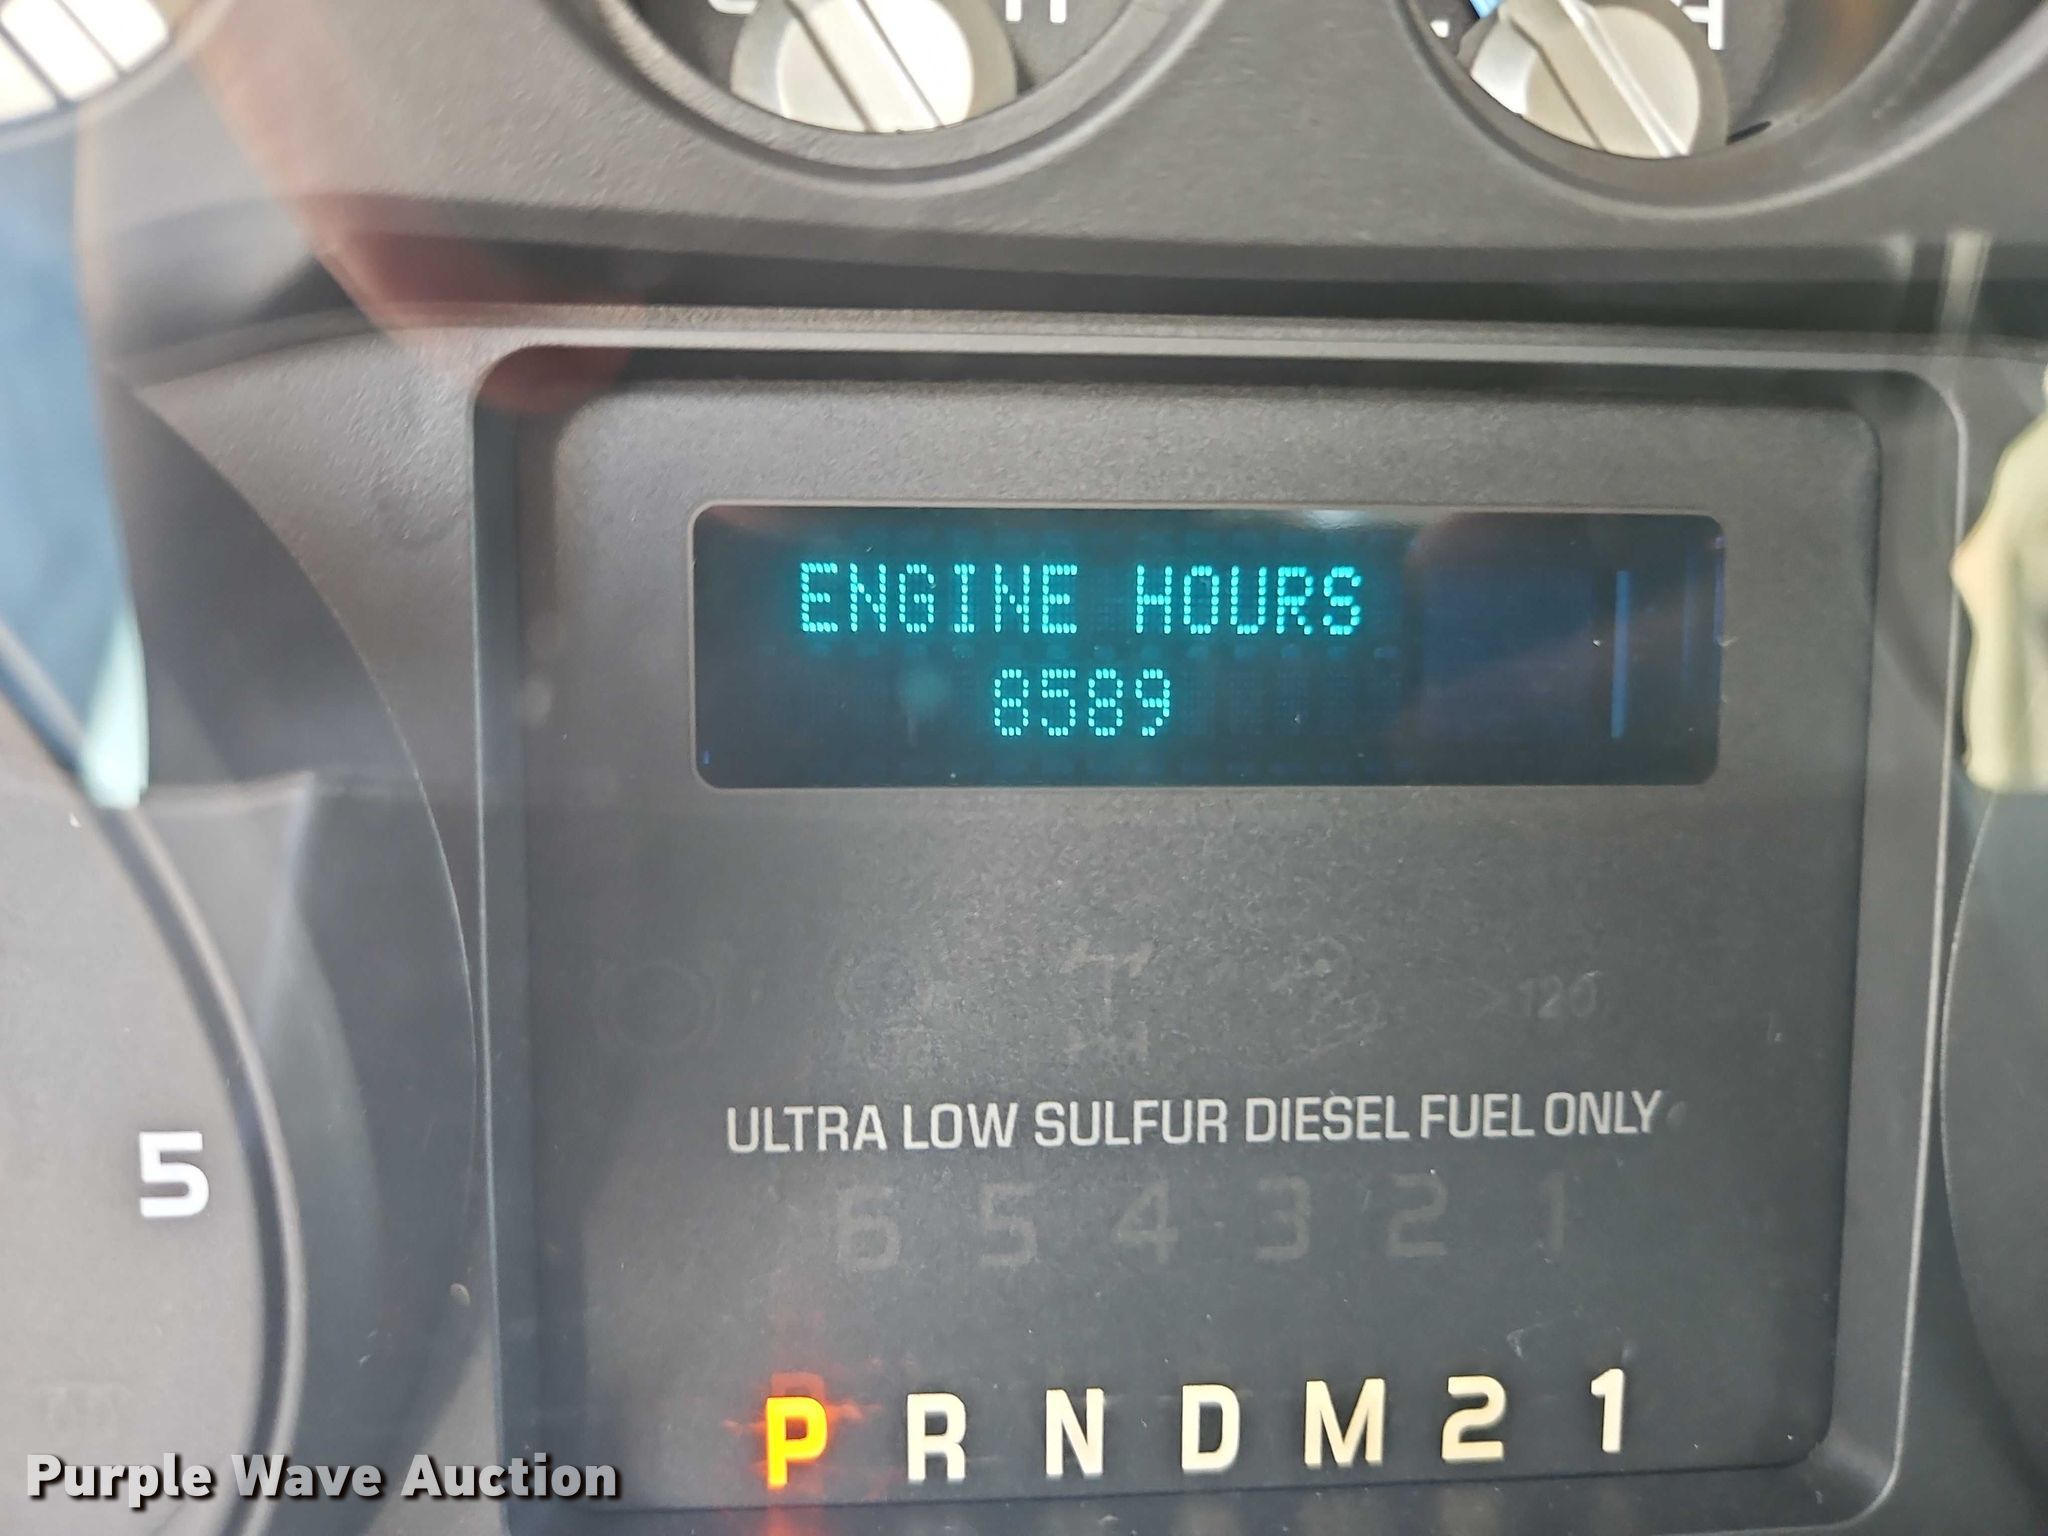 ENGINE HOURS
8589
>120
ULTRA LOW SULFUR DIESEL FUEL ONLY
5
6 5 4 3 2 1
P R N D M 2 1
Purple Wave Auction